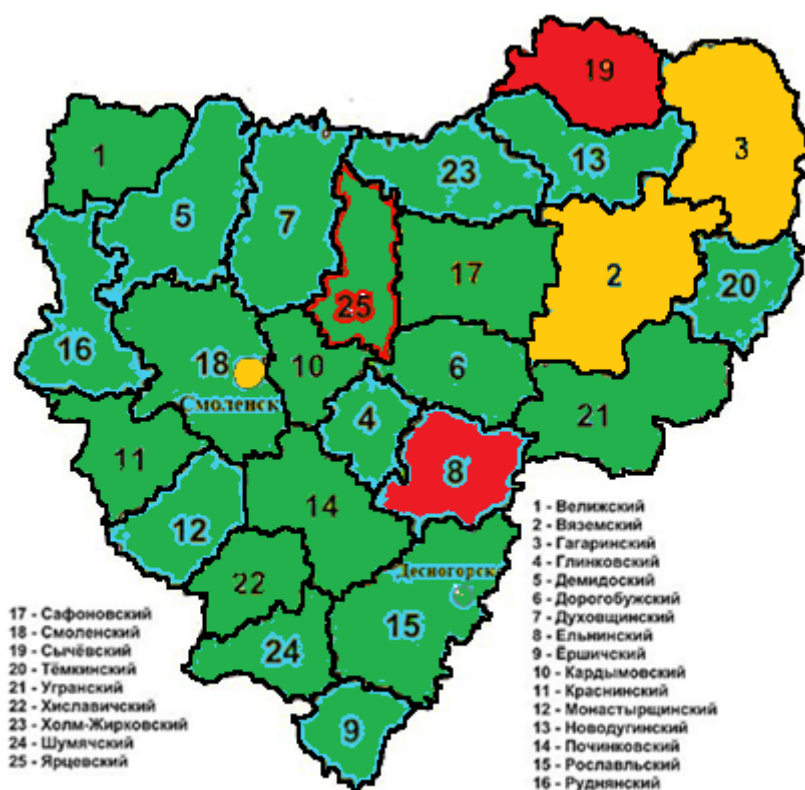 19
3
1
23
13
5
7
17
2
20
25
16
18
10
6
Смоленск
4
21
11
8
12
14
Десногорск
22
15
24
9
1 - Велижский
2 - Вяземский
3 - Гагаринский
4 - Глинковский
5 - Демидоский
6 - Дорогобужский
7 - Духовщинский
8 - Ельнинский
9 - Ёршичский
10 - Кардымовский
11 - Краснинский
12 - Монастырщинский
13 - Новодугинский
14 - Починковский
15 - Рославльский
16 - Руднянский
17 - Сафоновский
18 - Смоленский
19 - Сычёвский
20 - Тёмкинский
21 - Угранский
22 - Хиславичский
23 - Холм-Жирковский
24 - Шумячский
25 - Ярцевский